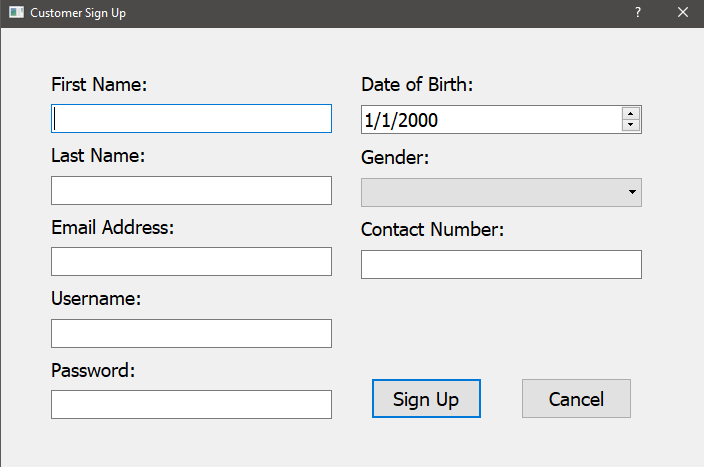 Customer Sign Up
?
First Name:
Last Name:
Email Address:
Username:
Password:
Date of Birth:
1/1/2000
Gender:
Contact Number:
Sign Up
Cancel